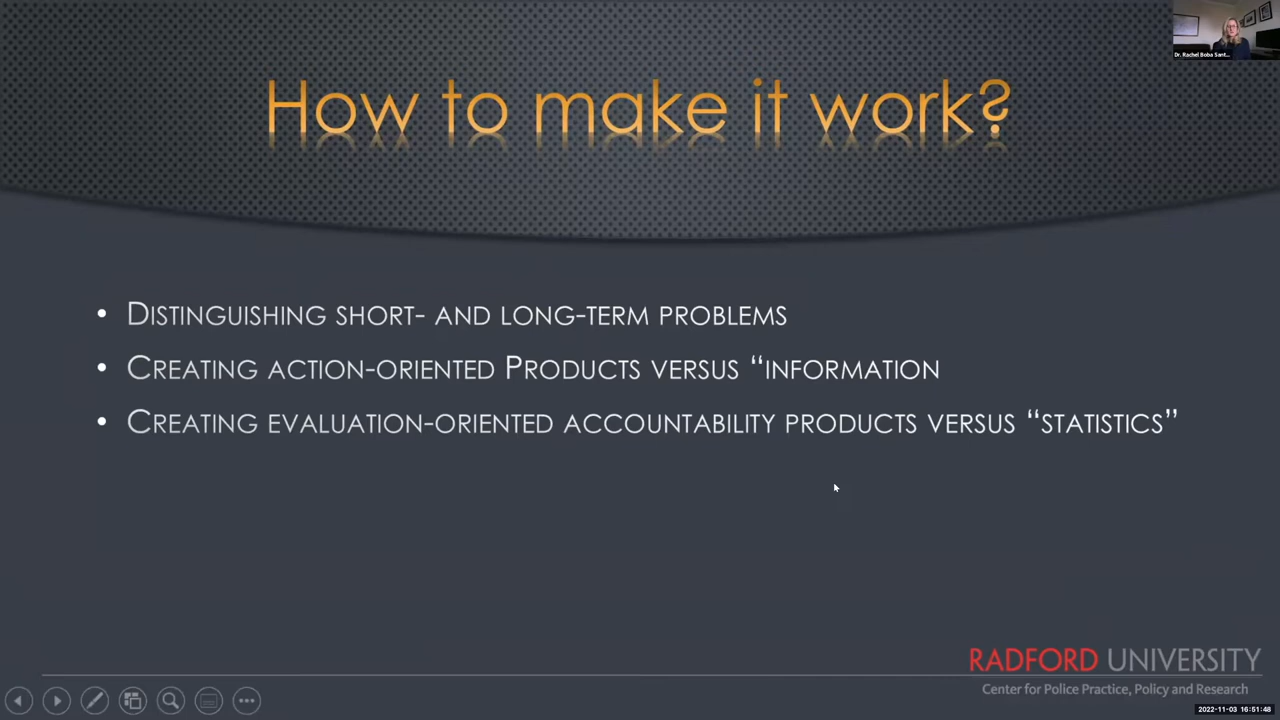 Dr. Rachel Boba Sant...
How to make it work?
• Distinguishing short- and long-term problems
• Creating action-oriented Products versus “information
• Creating evaluation-oriented accountability products versus “statistics”
RADFORD UNIVERSITY
Center for Police Practice, Policy and Research
2022-11-03 16:51:48